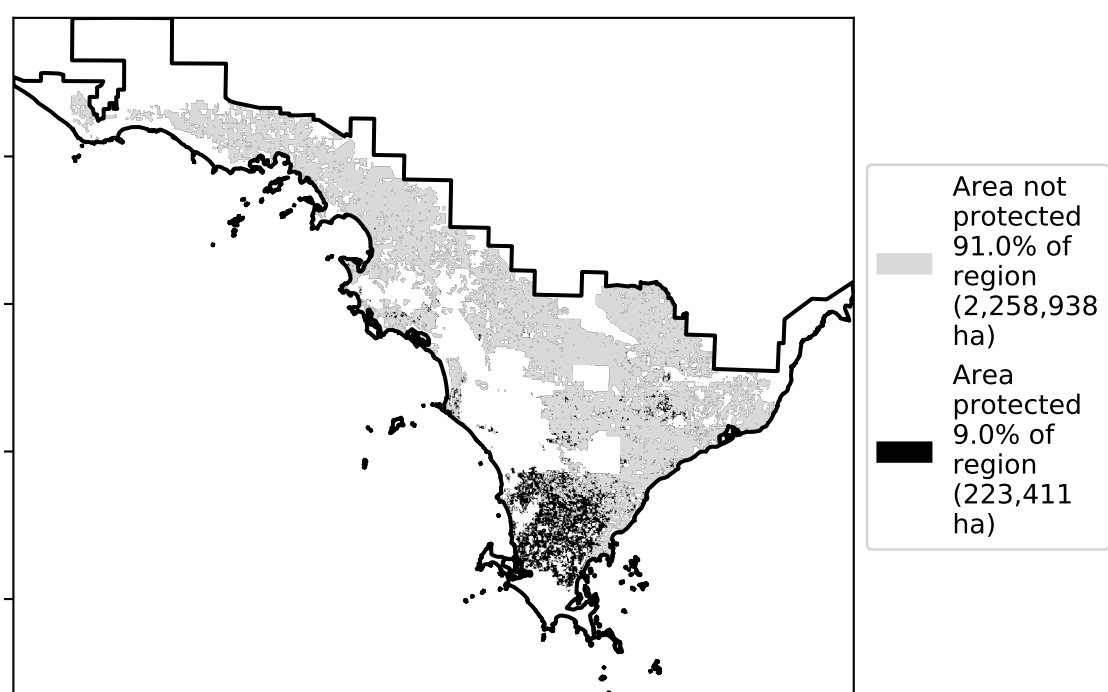 Area not
protected
91.0% of
region
(2,258,938
ha)
Area
protected
9.0% of
region
(223,411
ha)